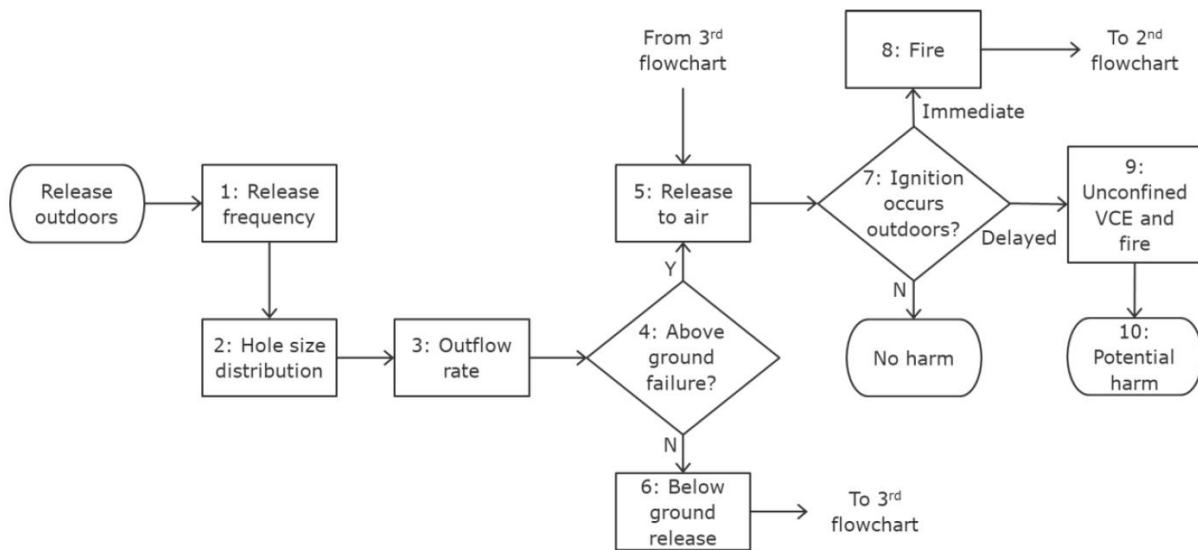 Release
outdoors
1: Release
frequency
2: Hole size
distribution
3: Outflow
rate
4: Above
ground
failure?
Y
N
From 3rd
flowchart
5: Release
to air
6: Below
ground
release
To 3rd
flowchart
7: Ignition
occurs
outdoors?
Immediate
Delayed
N
8: Fire
To 2nd
flowchart
No harm
9:
Unconfined
VCE and
fire
10:
Potential
harm